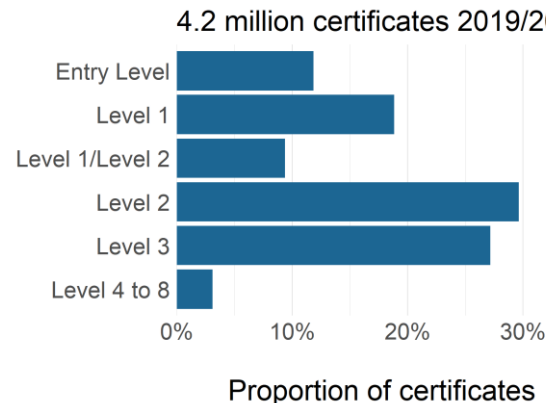 4.2 million certificates 2019/2
Entry Level
Level 1
Level 1/Level 2
Level 2
Level 3
Level 4 to 8
0% 10% 20% 30%
Proportion of certificates